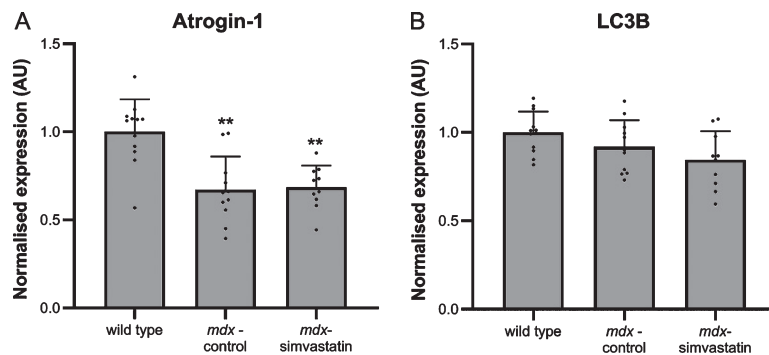 A
Atrogin-1
Normalised expression (AU)
1.5
1.0
0.5
0.0
**
**
wild type
mdx -
control
mdx-
simvastatin
B
LC3B
Normalised expression (AU)
1.5
1.0
0.5
0.0
wild type
mdx -
control
mdx-
simvastatin